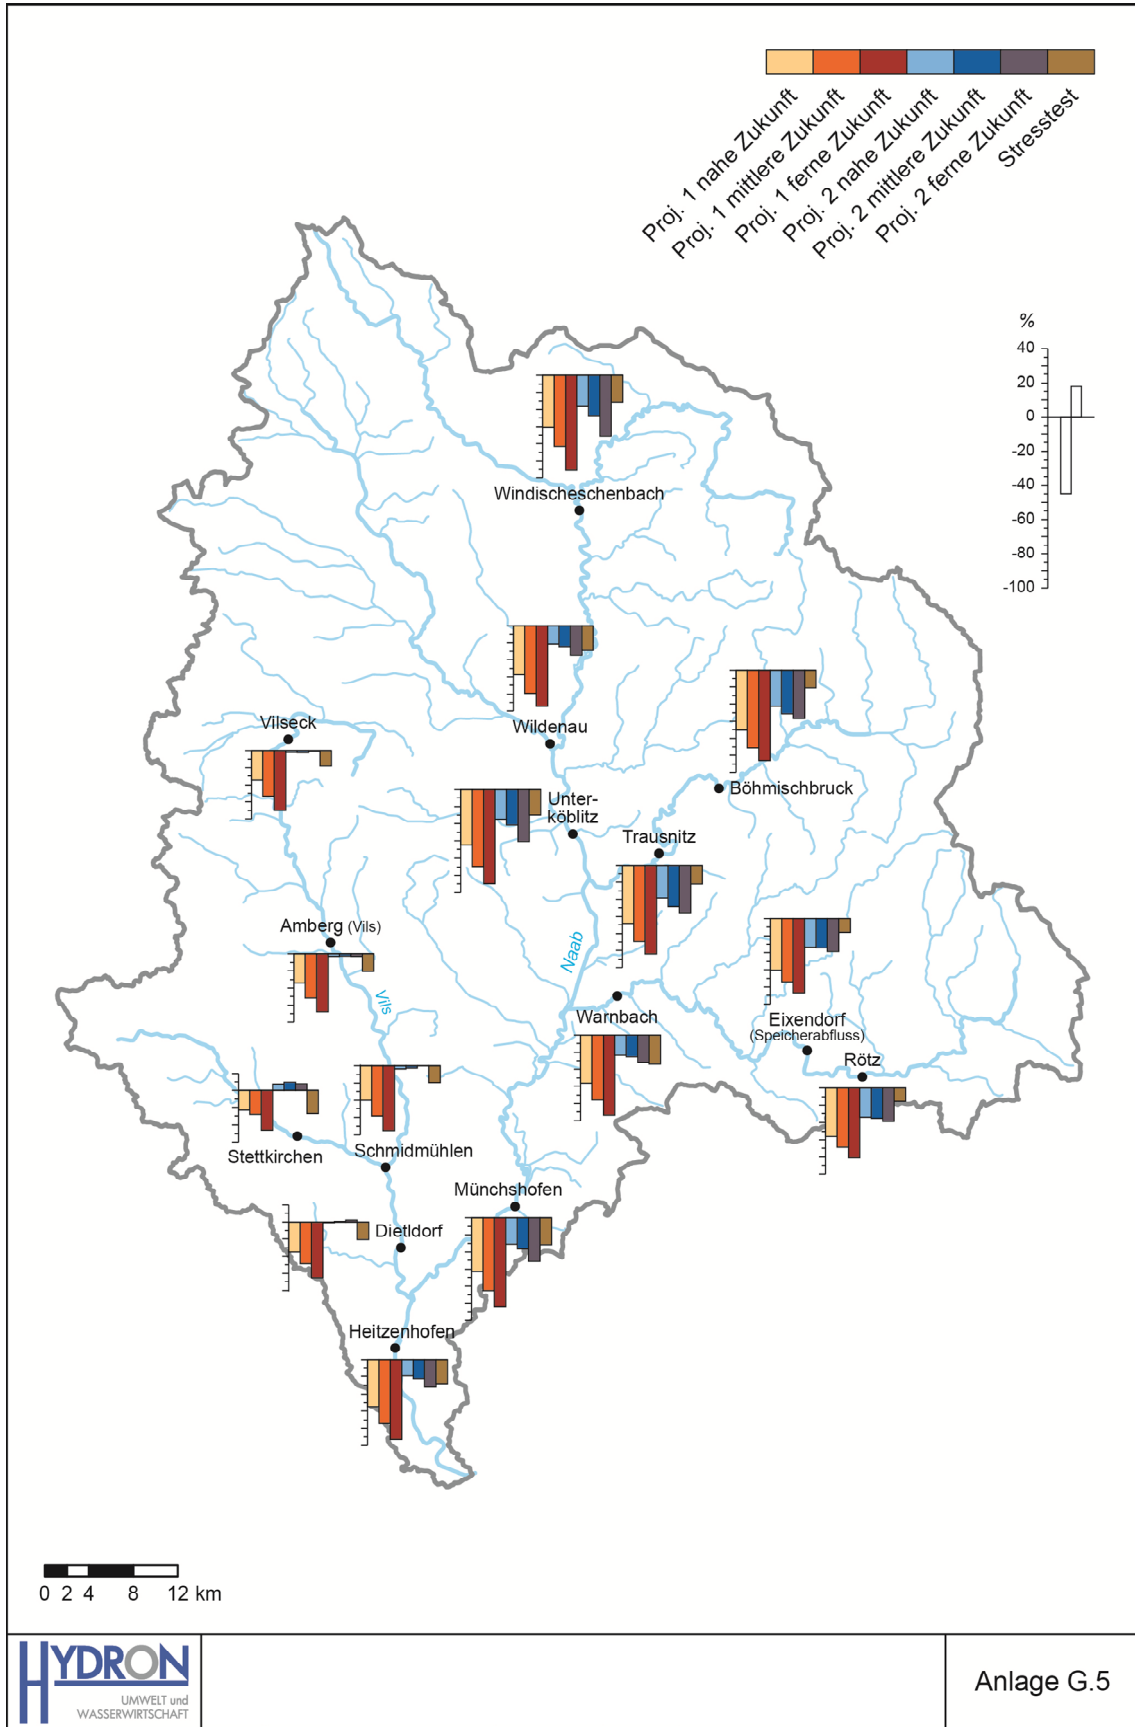 Proj. 1 nahe Zukunft
Proj. 1 mittlere Zukunft
Proj. 1 ferne Zukunft
Proj. 2 nahe Zukunft
Proj. 2 mittlere Zukunft
Proj. 2 ferne Zukunft
Stresstest
%
40
20
0
-20
-40
-60
-80
-100
Windischeschenbach
Vilseck
Wildenau
Böhmischbruck
Unter-
köblitz
Trausnitz
Amberg (Vils)
Naab
Vils
Warnbach
Eixendorf
(Speicherabfluss)
Rötz
Stettkirchen
Schmidmühlen
Münchshofen
Dietldorf
Heitzenhofen
0 2 4 8 12 km
HYDRON
UMWELT und
WASSERWIRTSCHAFT
Anlage G.5